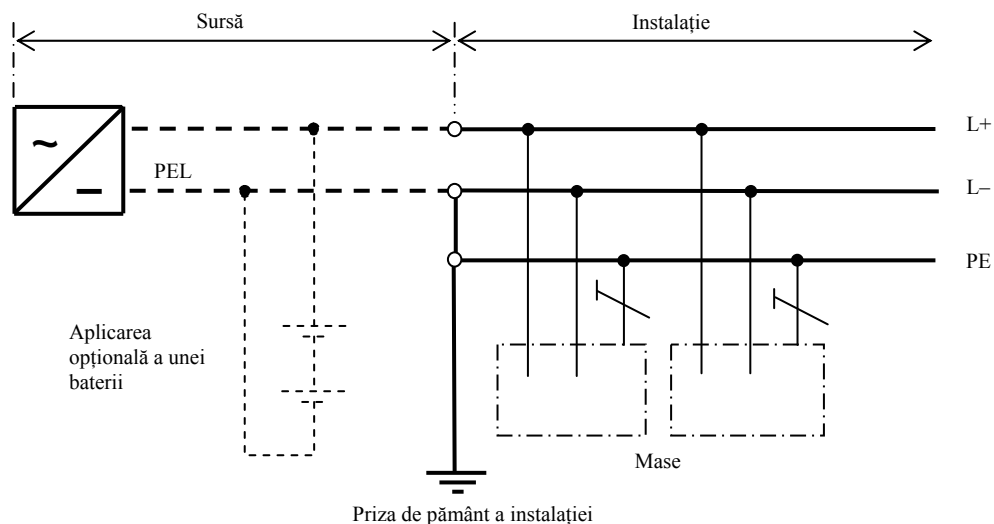 Sursă
Instalație
~
–
PEL
L+
L–
PE
Aplicarea
opțională a unei
baterii
Mase
Priza de pământ a instalației